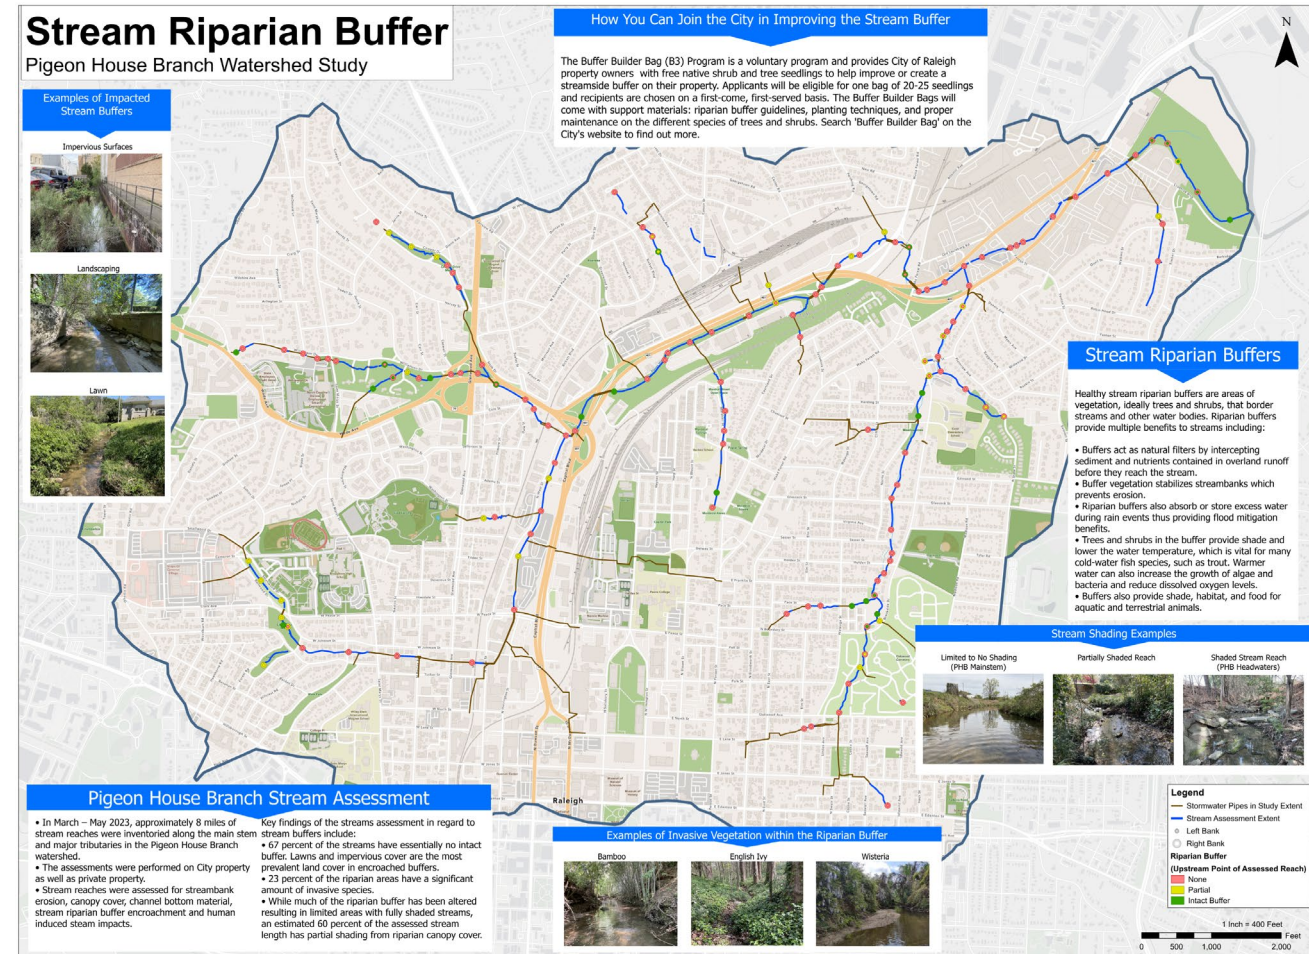 Stream Riparian Buffer
Pigeon House Branch Watershed Study
How You Can Join the City in Improving the Stream Buffer
The Buffer Builder Bag (B3) Program is a voluntary program and provides City of Raleigh
property owners with free native shrub and tree seedlings to help improve or create a
streamside buffer on their property. Applicants will be eligible for one bag of 20-25 seedlings
and recipients are chosen on a first-come, first-served basis. The Buffer Builder Bags will
come with support materials: riparian buffer guidelines, planting techniques, and proper
maintenance on the different species of trees and shrubs. Search 'Buffer Builder Bag' on the
City's website to find out more.
N
Examples of Impacted
Stream Buffers
Impervious Surfaces
Landscaping
Lawn
Stream Riparian Buffers
Healthy stream riparian buffers are areas of
vegetation, ideally trees and shrubs, that border
streams and other water bodies. Riparian buffers
provide multiple benefits to streams including:
• Buffers act as natural filters by intercepting
sediment and nutrients contained in overland runoff
before they reach the stream.
• Buffer vegetation stabilizes streambanks which
prevents erosion.
• Riparian buffers also absorb or store excess water
during rain events thus providing flood mitigation
benefits.
• Trees and shrubs in the buffer provide shade and
lower the water temperature, which is vital for many
cold-water fish species, such as trout. Warmer
water can also increase the growth of algae and
bacteria and reduce dissolved oxygen levels.
• Buffers also provide shade, habitat, and food for
aquatic and terrestrial animals.
Stream Shading Examples
Limited to No Shading
(PHB Mainstem)
Partially Shaded Reach
Shaded Stream Reach
(PHB Headwaters)
Raleigh
Pigeon House Branch Stream Assessment
• In March – May 2023, approximately 8 miles of
stream reaches were inventoried along the main stem
and major tributaries in the Pigeon House Branch
watershed.
• The assessments were performed on City property
as well as private property.
• Stream reaches were assessed for streambank
erosion, canopy cover, channel bottom material,
stream riparian buffer encroachment and human
induced steam impacts.
Key findings of the streams assessment in regard to
stream buffers include:
• 67 percent of the streams have essentially no intact
buffer. Lawns and impervious cover are the most
prevalent land cover in encroached buffers.
• 23 percent of the riparian areas have a significant
amount of invasive species.
• While much of the riparian buffer has been altered
resulting in limited areas with fully shaded streams,
an estimated 60 percent of the assessed stream
length has partial shading from riparian canopy cover.
Examples of Invasive Vegetation within the Riparian Buffer
Bamboo
English Ivy
Wisteria
Legend
Stormwater Pipes in Study Extent
Stream Assessment Extent
Left Bank
Right Bank
Riparian Buffer
(Upstream Point of Assessed Reach)
None
Partial
Intact Buffer
1 Inch = 400 Feet
Feet
0 500 1,000 2,000